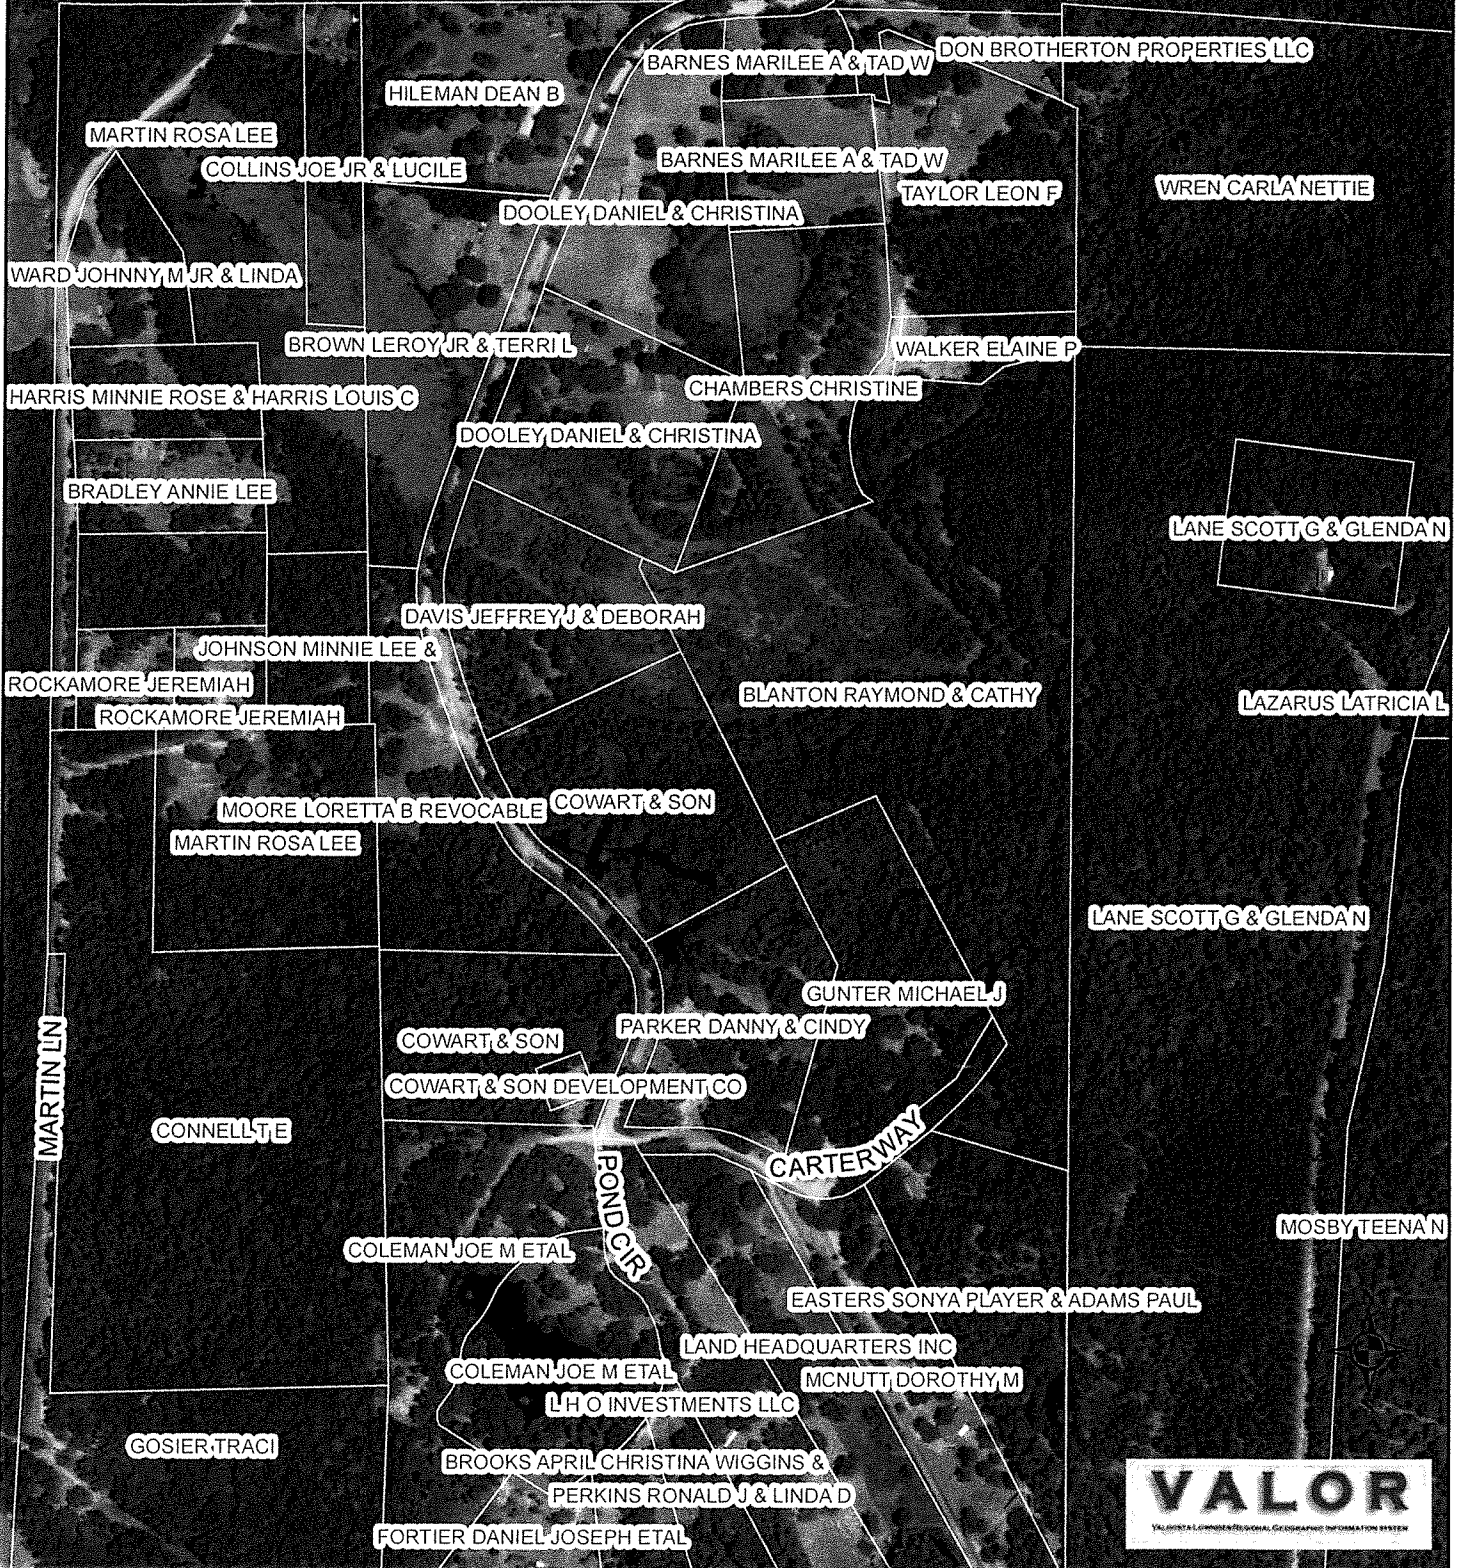 BARNES MARILEE A & TAD W
DON BROTHERTON PROPERTIES LLC
HILEMAN DEAN B
MARTIN ROSA LEE
COLLINS JOE JR & LUCILE
BARNES MARILEE A & TAD W
TAYLOR LEON F
WREN CARLA NETTIE
DOOLEY DANIEL & CHRISTINA
WARD JOHNNY M JR & LINDA
BROWN LEROY JR & TERRI L
WALKER ELAINE P
CHAMBERS CHRISTINE
HARRIS MINNIE ROSE & HARRIS LOUIS C
DOOLEY DANIEL & CHRISTINA
BRADLEY ANNIE LEE
LANE SCOTT G & GLENDA N
DAVIS JEFFREY J & DEBORAH
JOHNSON MINNIE LEE &
ROCKAMORE JEREMIAH
BLANTON RAYMOND & CATHY
LAZARUS LATRICIA L
ROCKAMORE JEREMIAH
MOORE LORETTA B REVOCABLE
COWART & SON
MARTIN ROSA LEE
LANE SCOTT G & GLENDA N
GUNTER MICHAEL J
PARKER DANNY & CINDY
COWART & SON
MARTIN LN
COWART & SON DEVELOPMENT CO
CONNELL T E
CARTER WAY
POND CIR
MOSBY TEENA N
COLEMAN JOE M ETAL
EASTERS SONYA PLAYER & ADAMS PAUL
LAND HEADQUARTERS INC
COLEMAN JOE M ETAL
MCNUTT DOROTHY M
L H O INVESTMENTS LLC
GOSIER TRACI
BROOKS APRIL CHRISTINA WIGGINS &
PERKINS RONALD J & LINDA D
FORTIER DANIEL JOSEPH ETAL
VALOR
VALDOSTA-LOWNDES REGIONAL GEOGRAPHIC INFORMATION SYSTEM